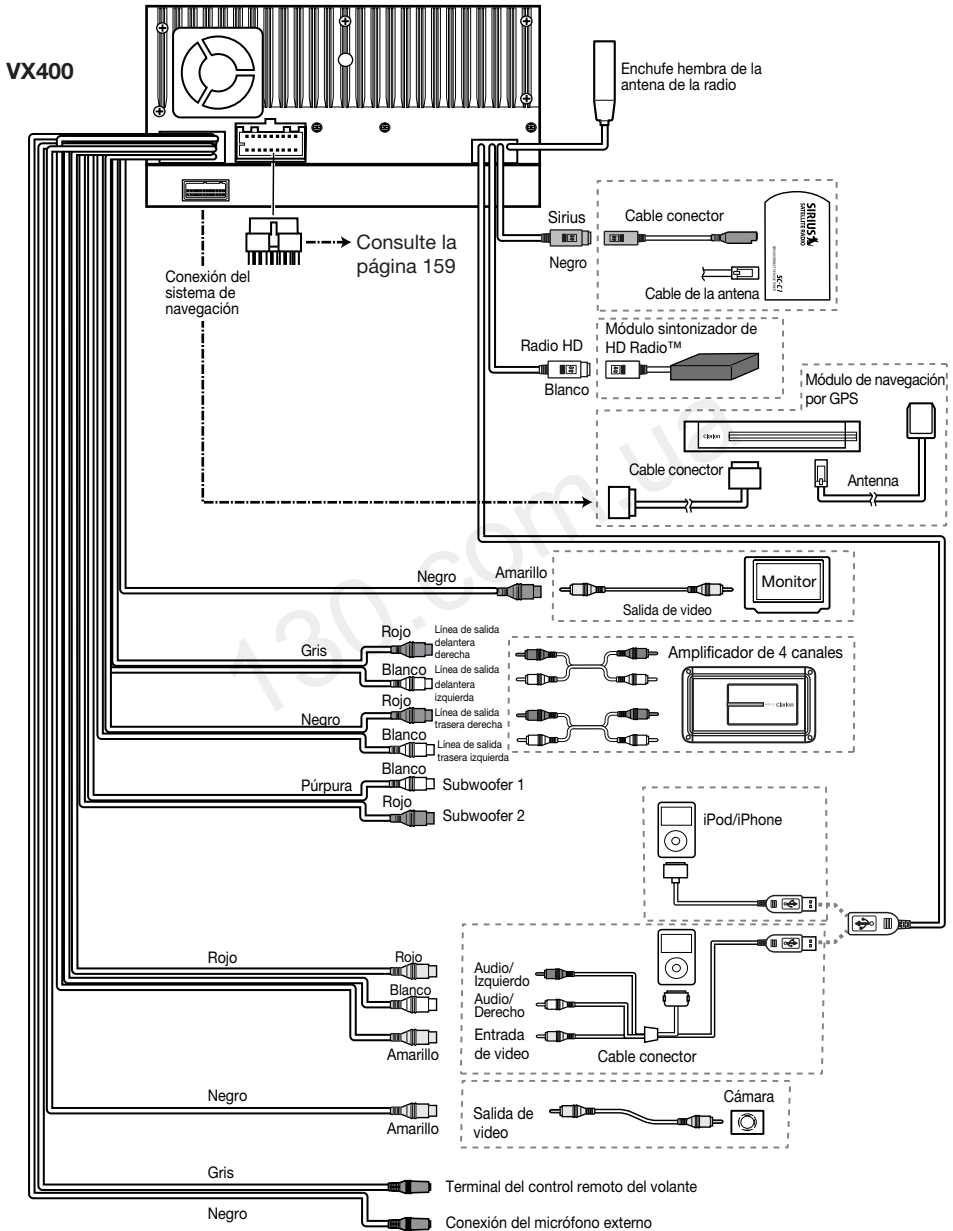 VX400
Enchufe hembra de la
antena de la radio
Sirius
Negro
Cable conector
Cable de la antena
SIRIUS
SATELLITE RADIO
SC-C1
Consulte la
página 159
Conexión del
sistema de
navegación
Radio HD
Blanco
Módulo sintonizador de
HD Radio™
Módulo de navegación
por GPS
Clarion
Cable conector
Antenna
130.com.ua
Negro
Amarillo
Salida de video
Monitor
Gris
Rojo
Línea de salida
delantera
derecha
Blanco
Línea de salida
delantera
izquierda
Negro
Rojo
Línea de salida
trasera derecha
Blanco
Línea de salida
trasera izquierda
Amplificador de 4 canales
clarion
Púrpura
Blanco
Subwoofer 1
Rojo
Subwoofer 2
iPod/iPhone
Rojo
Rojo
Blanco
Amarillo
Audio/
Izquierdo
Audio/
Derecho
Entrada
de video
Cable conector
Negro
Amarillo
Salida de
video
Cámara
Gris
Terminal del control remoto del volante
Negro
Conexión del micrófono externo